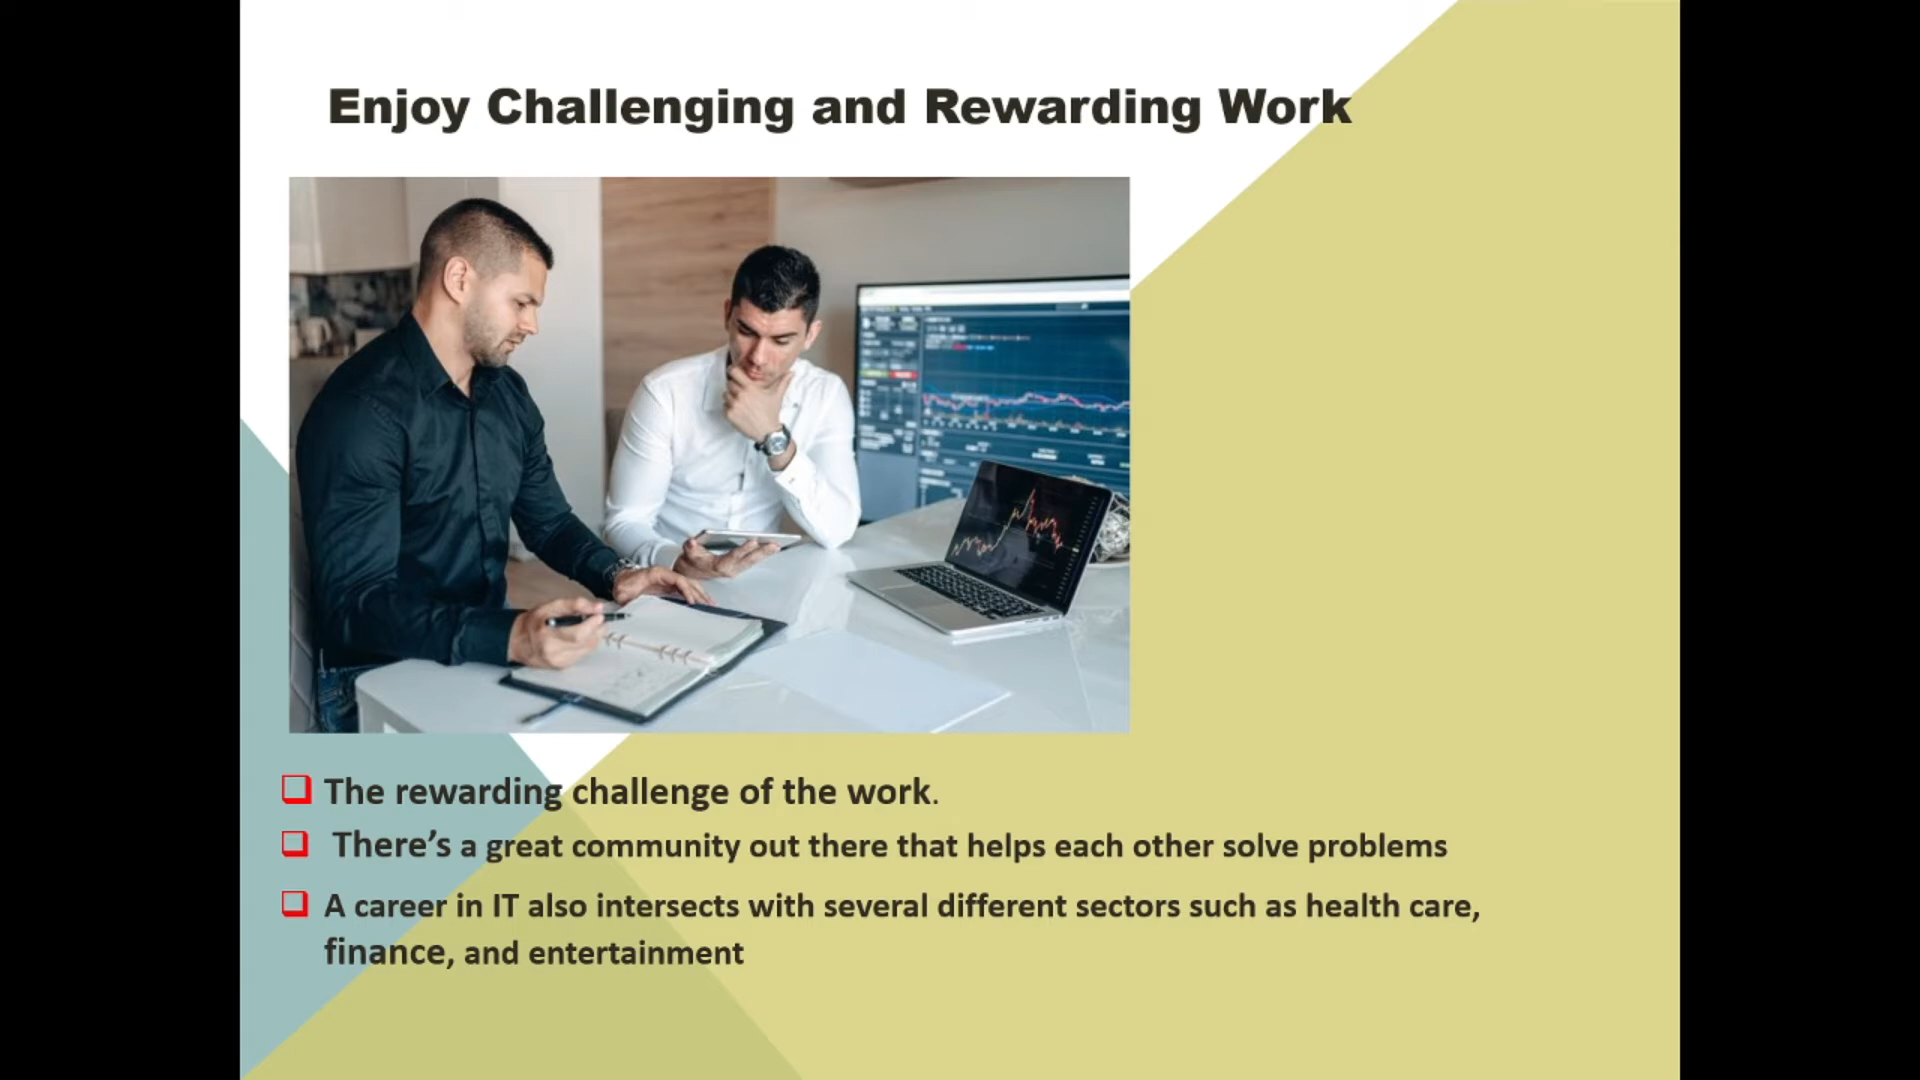 Enjoy Challenging and Rewarding Work
The rewarding challenge of the work.
There’s a great community out there that helps each other solve problems
A career in IT also intersects with several different sectors such as health care,
finance, and entertainment